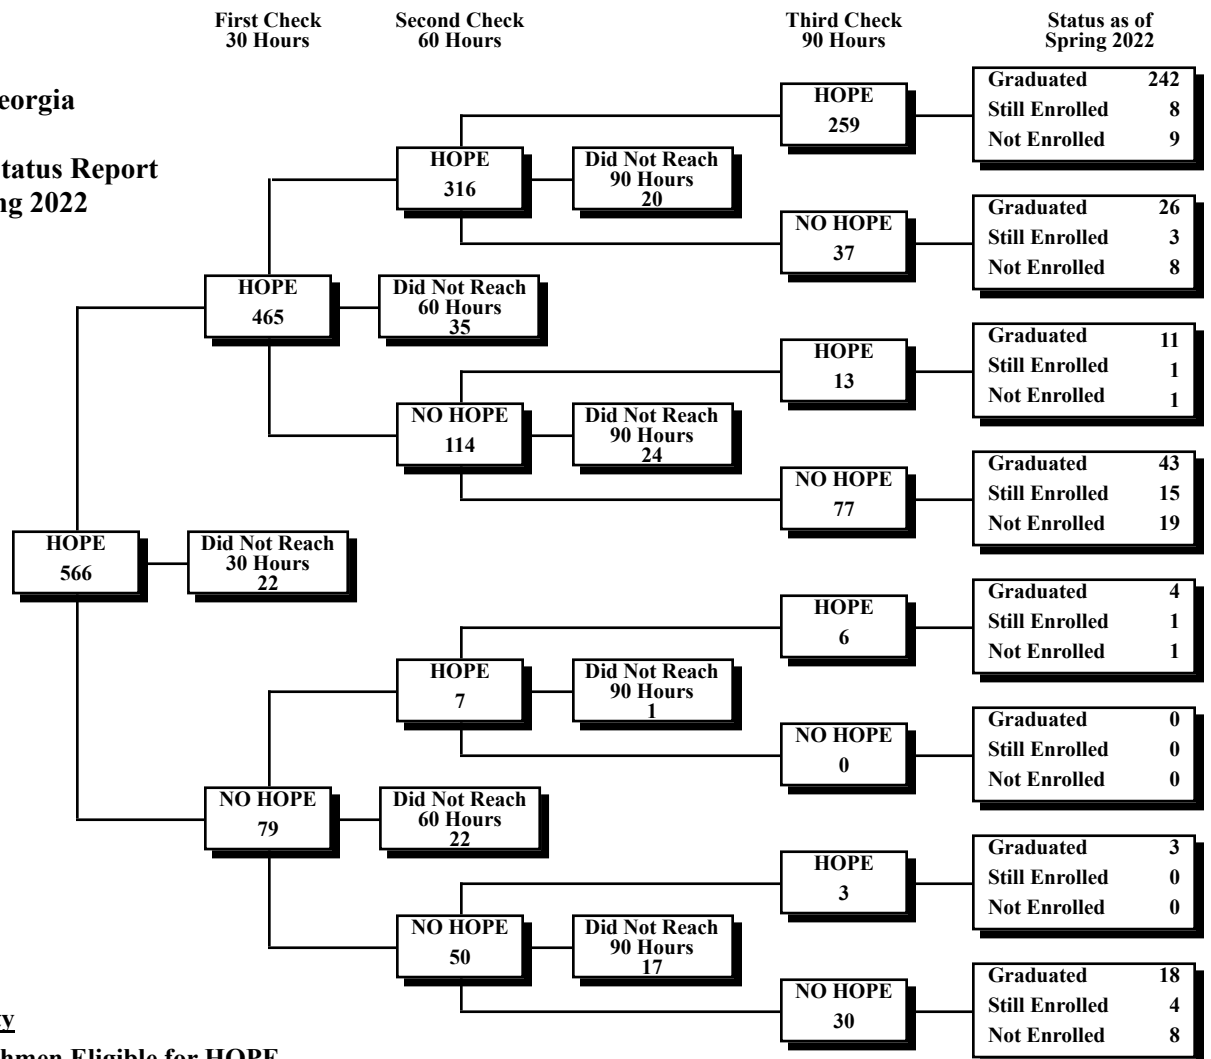 First Check
30 Hours
Second Check
60 Hours
Third Check
90 Hours
Status as of
Spring 2022
Graduated 242
Still Enrolled 8
Not Enrolled 9
HOPE
259
HOPE
316
Did Not Reach
90 Hours
20
NO HOPE
37
Graduated 26
Still Enrolled 3
Not Enrolled 8
HOPE
465
Did Not Reach
60 Hours
35
HOPE
13
Graduated 11
Still Enrolled 1
Not Enrolled 1
NO HOPE
114
Did Not Reach
90 Hours
24
NO HOPE
77
Graduated 43
Still Enrolled 15
Not Enrolled 19
HOPE
566
Did Not Reach
30 Hours
22
HOPE
6
Graduated 4
Still Enrolled 1
Not Enrolled 1
HOPE
7
Did Not Reach
90 Hours
1
NO HOPE
0
Graduated 0
Still Enrolled 0
Not Enrolled 0
NO HOPE
79
Did Not Reach
60 Hours
22
HOPE
3
Graduated 3
Still Enrolled 0
Not Enrolled 0
NO HOPE
50
Did Not Reach
90 Hours
17
NO HOPE
30
Graduated 18
Still Enrolled 4
Not Enrolled 8
eorgia
tatus Report
ng 2022
ty
hmen Eligible for HOPE